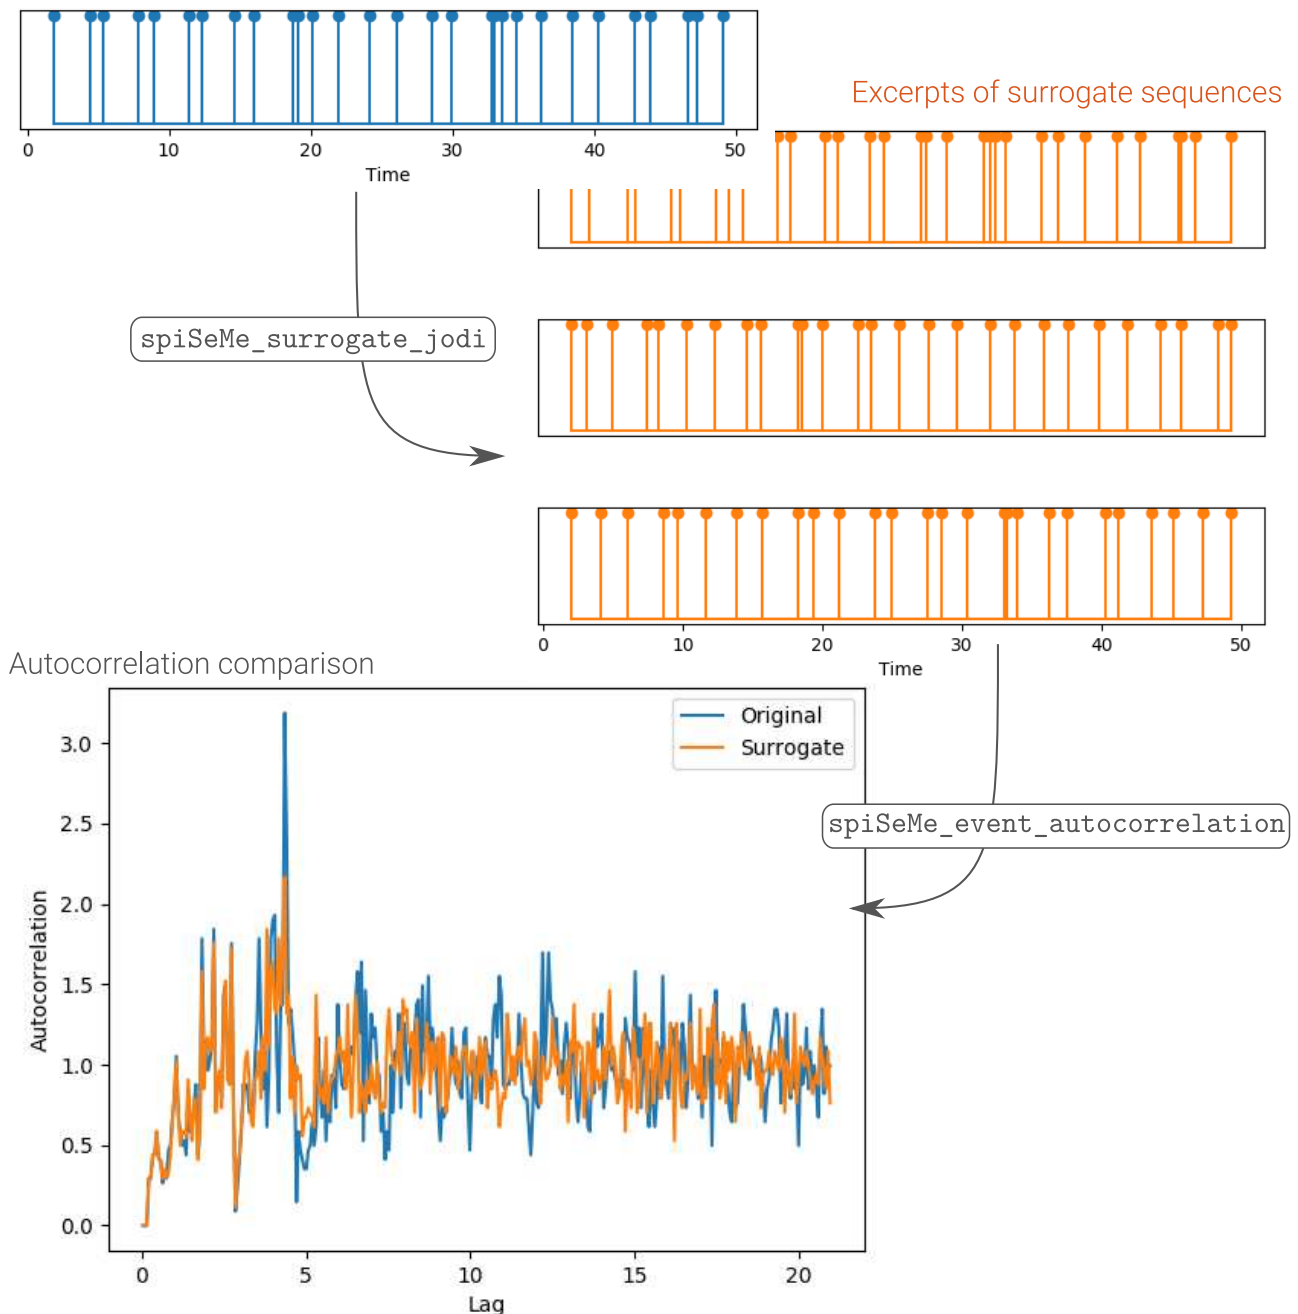 0 10 20 30 40 50
Time
Excerpts of surrogate sequences
spiSeMe_surrogate_jodi
0 10 20 30 40 50
Time
Autocorrelation comparison
Original
Surrogate
spiSeMe_event_autocorrelation
Autocorrelation
3.0
2.5
2.0
1.5
1.0
0.5
0.0
0 5 10 15 20
Lag